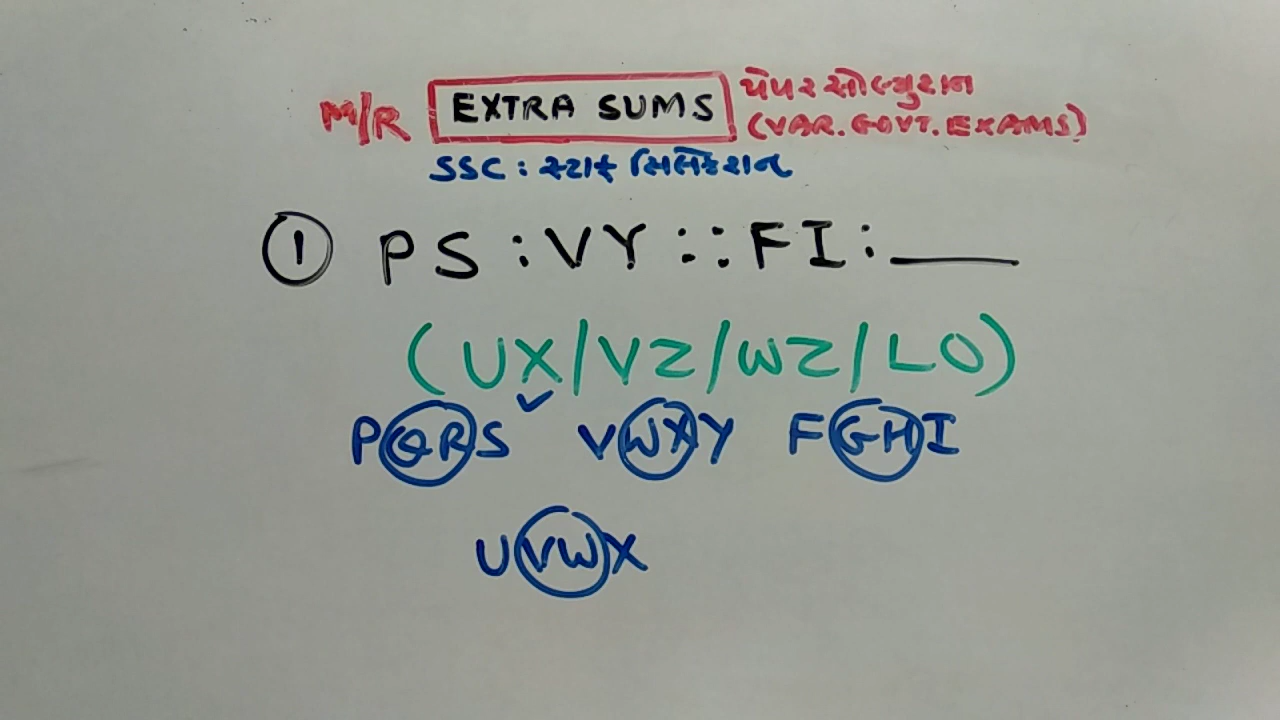 M/R EXTRA SUMS પેપર સોલ્યુશન
(VAR. GOVT. EXAMS)
SSC : સ્ટાફ સિલેકશન
① PS : VY :: FI : ____
(UX/VZ/WZ/LO)
✓
PQRS VWXY FGHI
UVWX